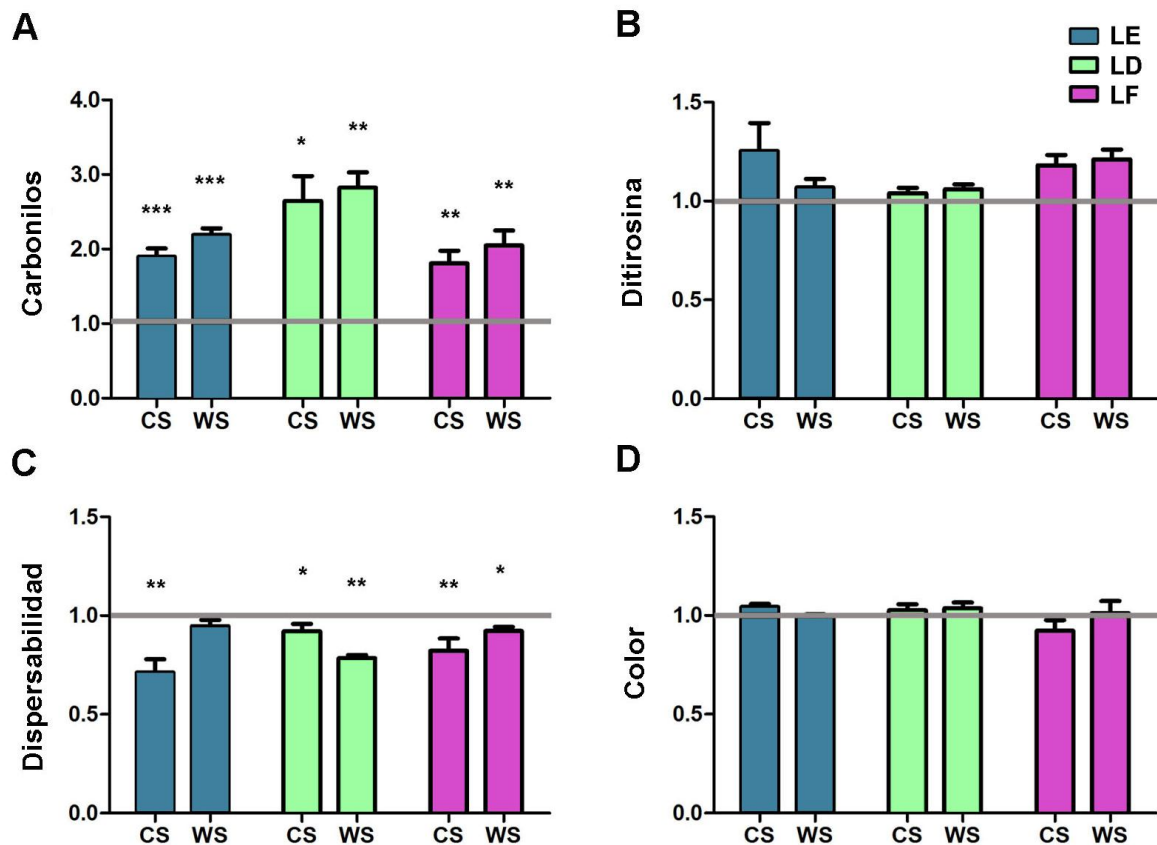 A
Carbonilos
4.0
3.0
2.0
1.0
0.0
***
***
*
**
**
**
CS WS CS WS CS WS
B
LE
LD
LF
Ditirosina
1.5
1.0
0.5
0.0
CS WS CS WS CS WS
C
Dispersabilidad
1.5
1.0
0.5
0.0
**
*
**
**
*
CS WS CS WS CS WS
D
Color
1.5
1.0
0.5
0.0
CS WS CS WS CS WS